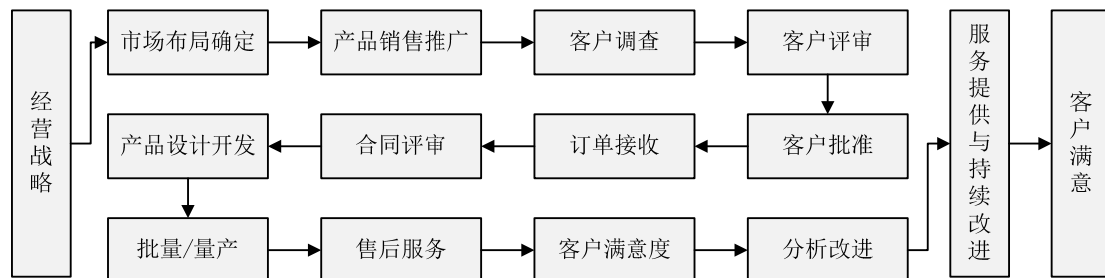 经营战略
市场布局确定
产品销售推广
客户调查
客户评审
产品设计开发
合同评审
订单接收
客户批准
批量/量产
售后服务
客户满意度
分析改进
服务提供与持续改进
客户满意